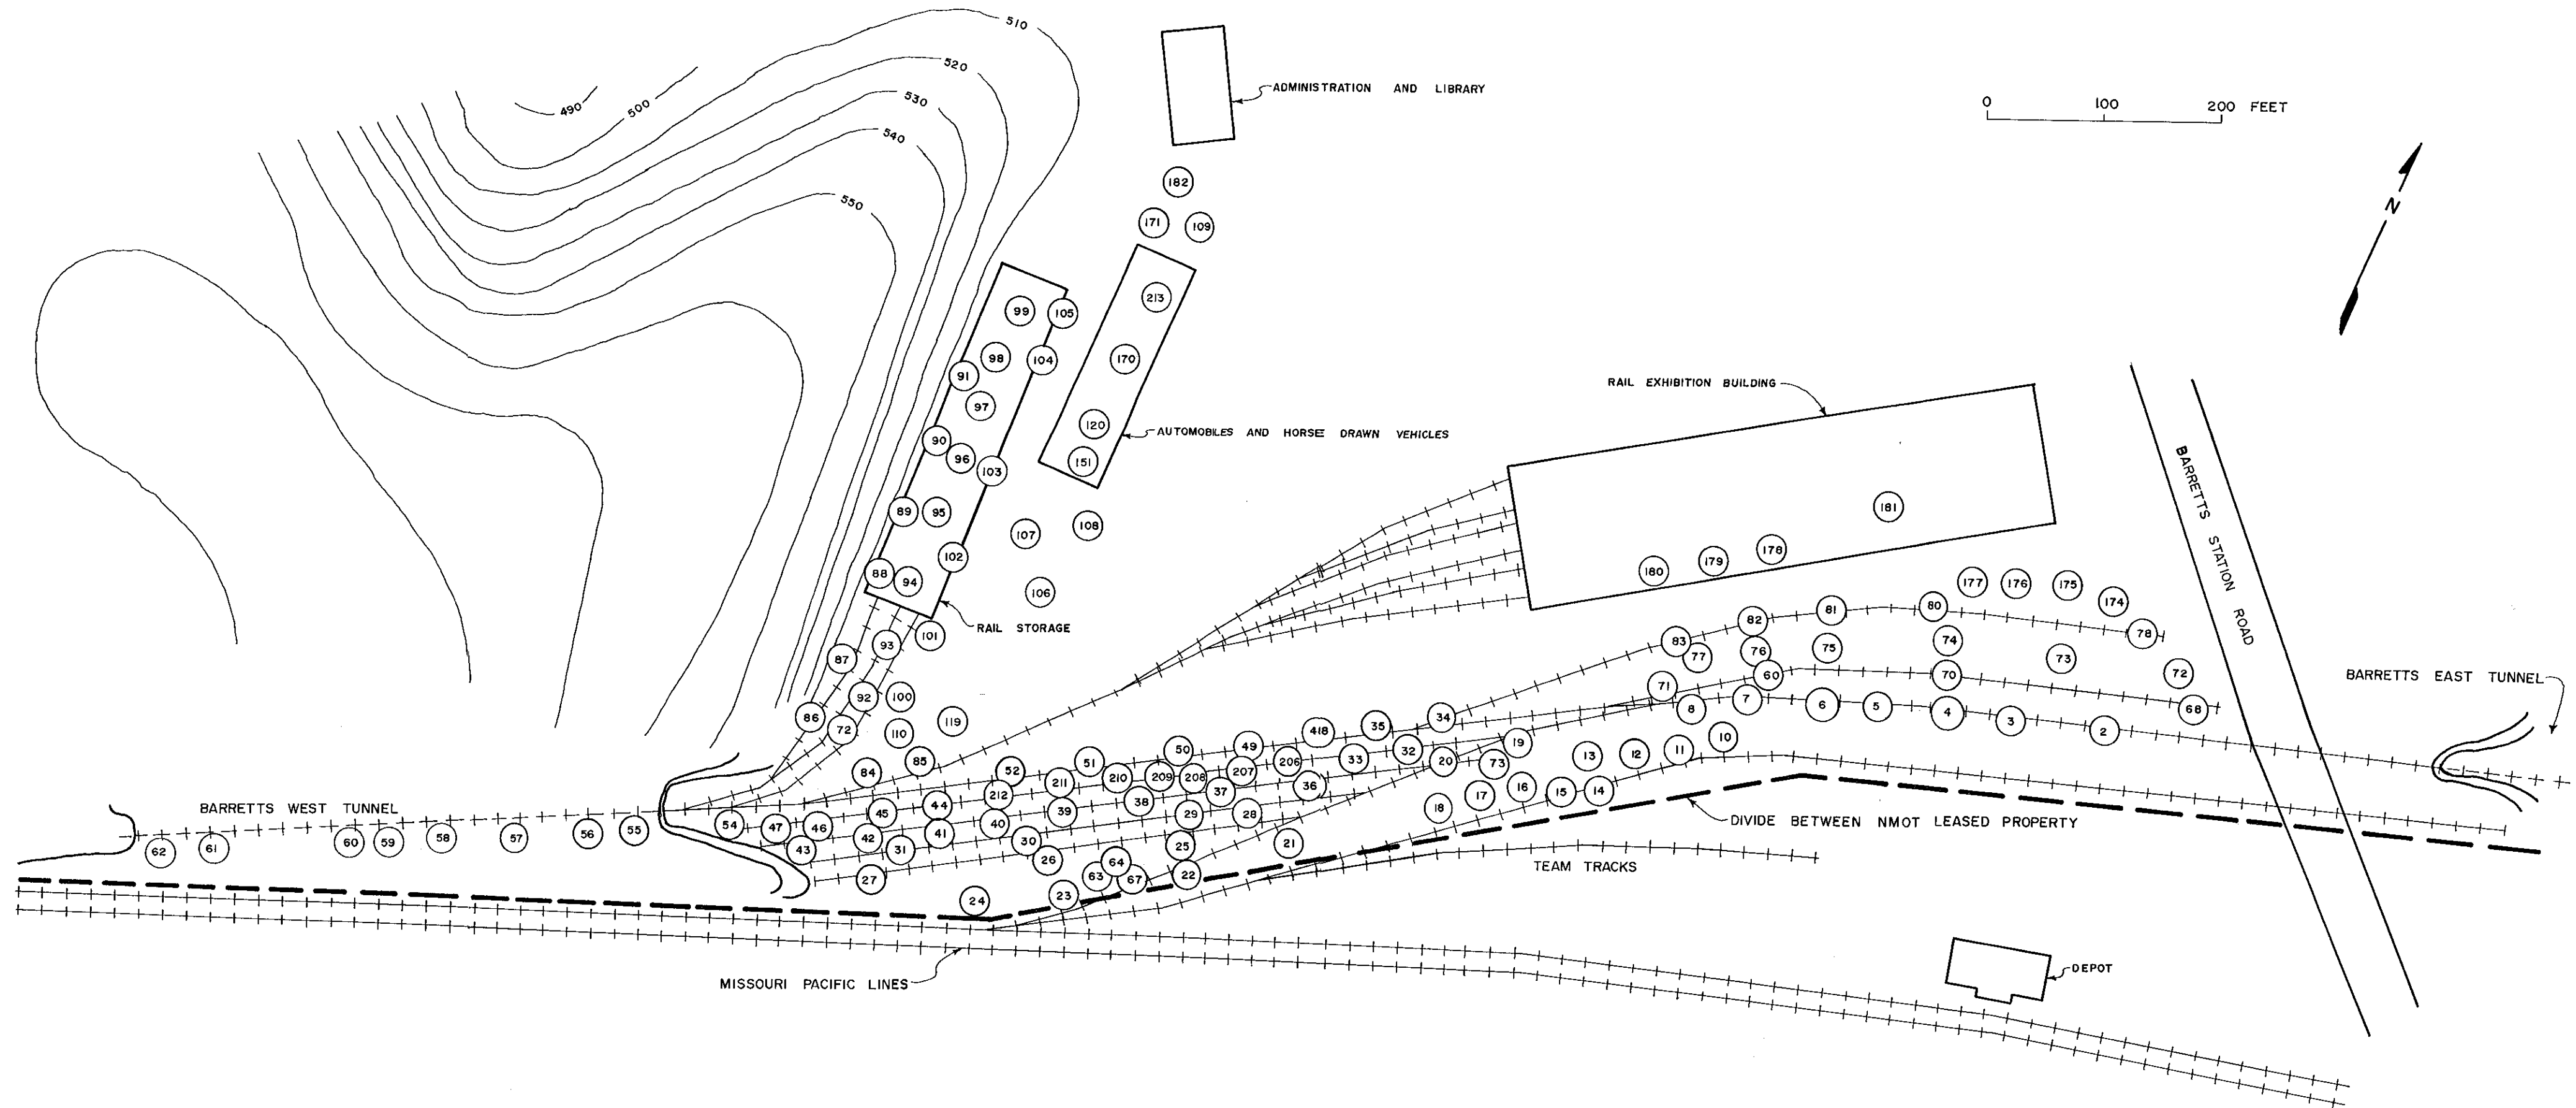 510
520
530
540
550
490
500
ADMINISTRATION AND LIBRARY
0 100 200 FEET
N
182
171 109
213
99 105
98 104 170
91
97
RAIL EXHIBITION BUILDING
120
AUTOMOBILES AND HORSE DRAWN VEHICLES
90
96 103 151
89 95
107 108
102
88 94
106
181
178
179
180
BARRETTS STATION ROAD
177 176 175
174
RAIL STORAGE
101
93
87
92 100
86
72 110 119
84 85
83 82 81 80 78
77 76 75 74 73 72
71 60 70 68
8 7 6 5 4 3 2
BARRETTS EAST TUNNEL
52 51 50 49 418 35 34
212 211 210 209 208 207 206 33 32 20 19
73
13 12 11 10
BARRETTS WEST TUNNEL
62 61 60 59 58 57 56 55
54 47 46 45 44
43 42 41 40 39 38 37 36
31 30 29 28
27 26 25 21
18 17 16 15 14
24 23 63 64 67 22
DIVIDE BETWEEN NMOT LEASED PROPERTY
TEAM TRACKS
MISSOURI PACIFIC LINES
DEPOT